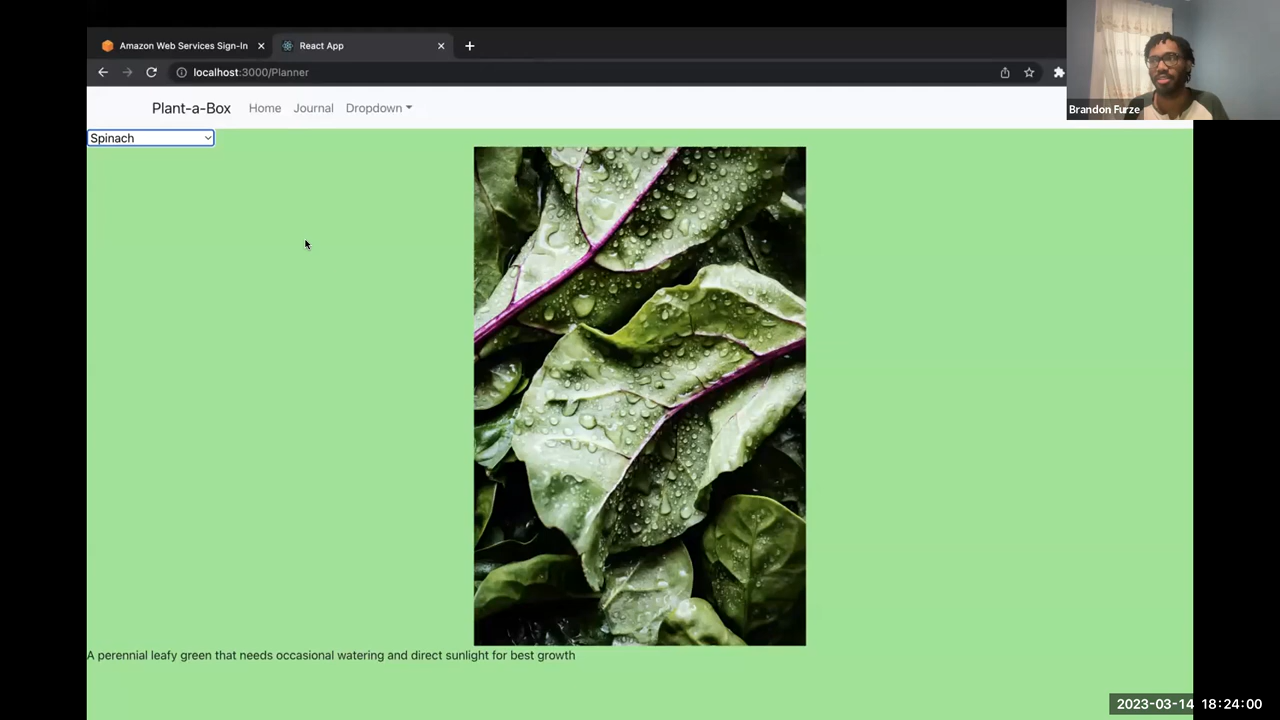 Amazon Web Services Sign-In
React App
localhost:3000/Planner
Brandon Furze
Plant-a-Box Home Journal Dropdown
Spinach
A perennial leafy green that needs occasional watering and direct sunlight for best growth
2023-03-14 18:24:00